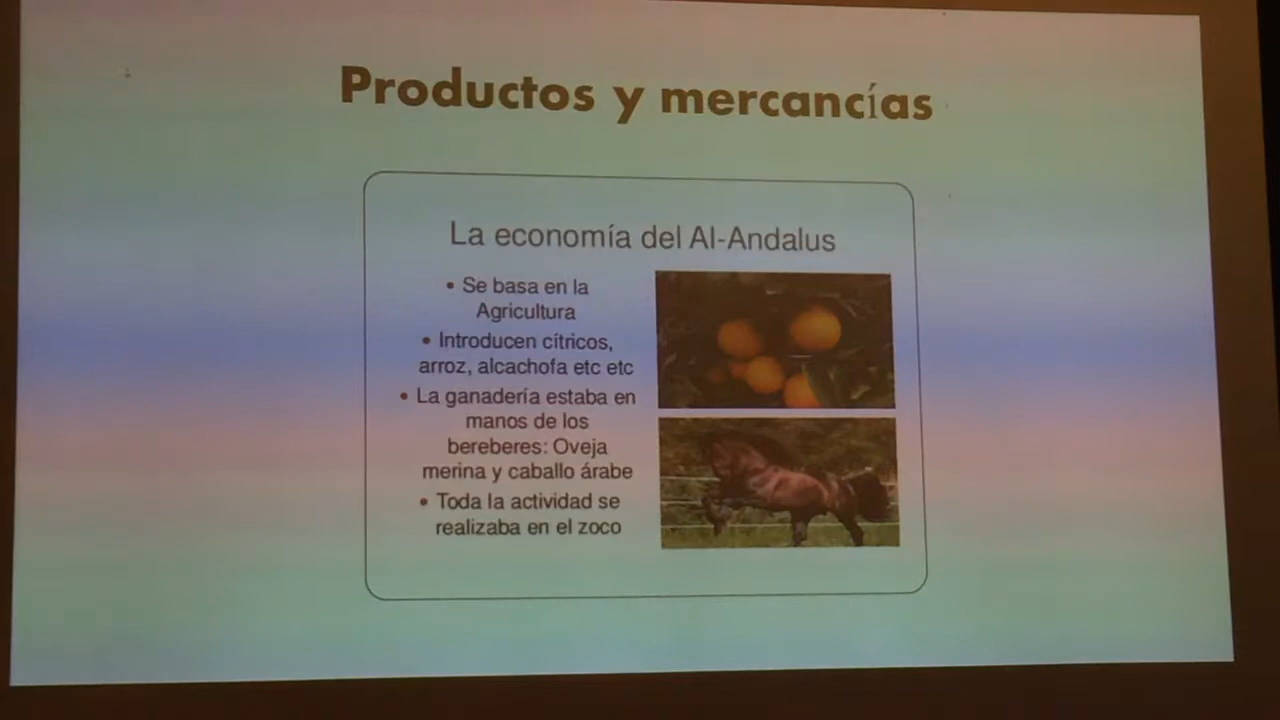 Productos y mercancías
La economía del Al-Andalus
• Se basa en la
Agricultura
• Introducen cítricos,
arroz, alcachofa etc etc
• La ganadería estaba en
manos de los
bereberes: Oveja
merina y caballo árabe
• Toda la actividad se
realizaba en el zoco